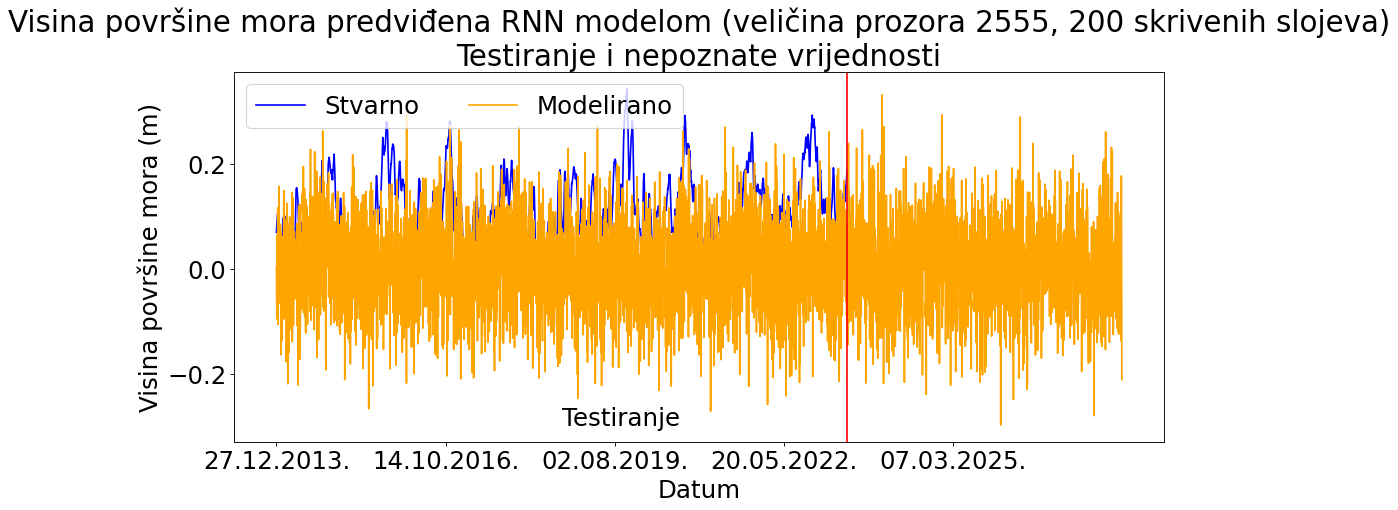 Visina površine mora predviđena RNN modelom (veličina prozora 2555, 200 skrivenih slojeva)
Testiranje i nepoznate vrijednosti
Stvarno
Modelirano
Visina površine mora (m)
0.2
0.0
−0.2
Testiranje
27.12.2013.
14.10.2016.
02.08.2019.
20.05.2022.
07.03.2025.
Datum